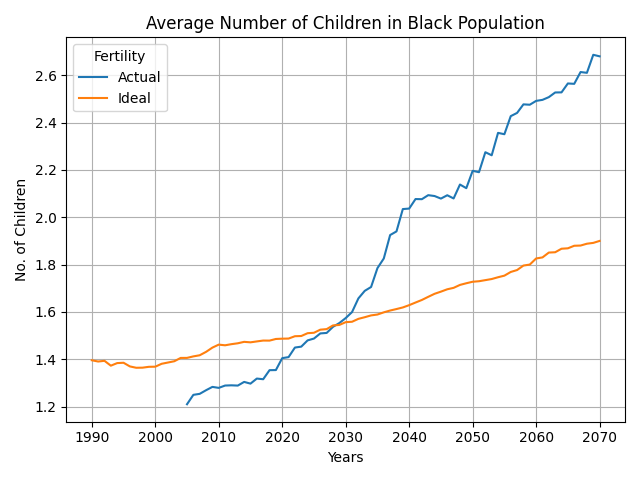 Average Number of Children in Black Population
Fertility
Actual
Ideal
No. of Children
2.6
2.4
2.2
2.0
1.8
1.6
1.4
1.2
1990 2000 2010 2020 2030 2040 2050 2060 2070
Years